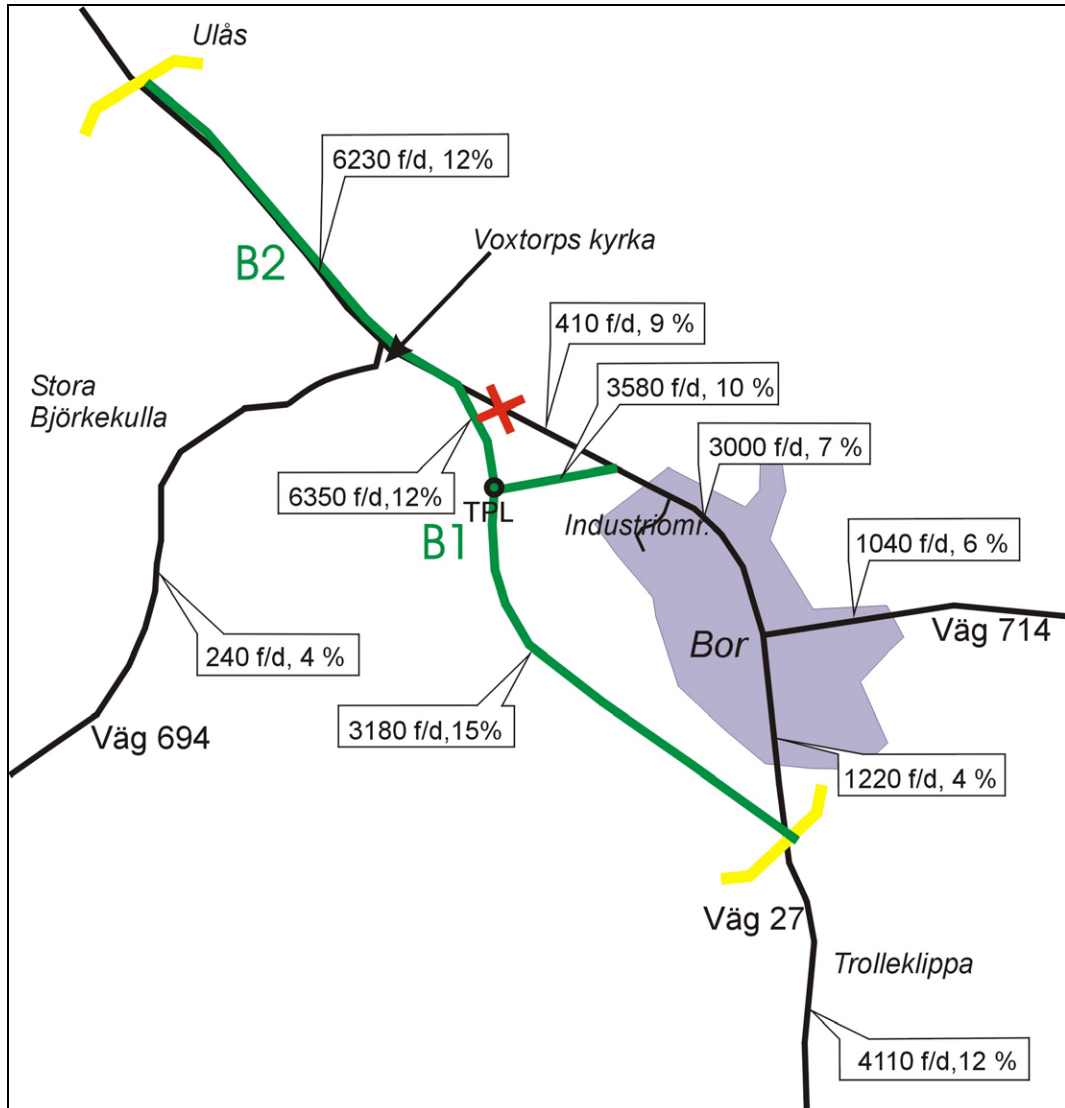 Ulås
6230 f/d, 12%
Voxtorps kyrka
B2
410 f/d, 9 %
Stora
Björkekulla
3580 f/d, 10 %
3000 f/d, 7 %
6350 f/d,12%
TPL
Industriomr.
B1
1040 f/d, 6 %
Väg 714
Bor
240 f/d, 4 %
3180 f/d,15%
Väg 694
1220 f/d, 4 %
Väg 27
Trolleklippa
4110 f/d,12 %